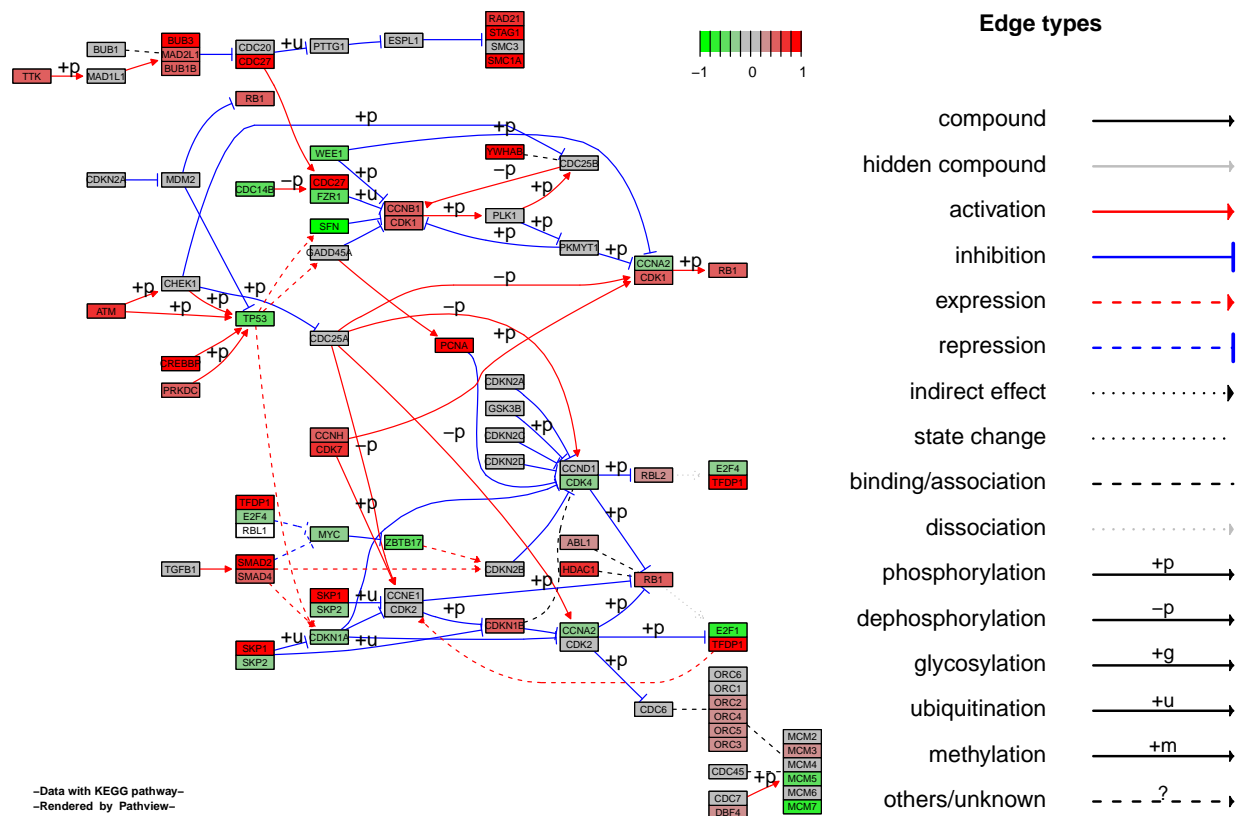 Edge types
−1 0 1
compound
hidden compound
activation
inhibition
expression
repression
indirect effect
state change
binding/association
dissociation
phosphorylation +p
dephosphorylation −p
glycosylation +g
ubiquitination +u
methylation +m
others/unknown ?
RAD21
STAG1
SMC3
SMC1A
BUB1
BUB3
MAD2L1
BUB1B
CDC20
CDC27
+u
PTTG1
ESPL1
TTK
+p
MAD1L1
RB1
+p
+p
WEE1
YWHAB
CDC25B
CDKN2A
MDM2
CDC14B
−p
CDC27
FZR1
+p
+u
−p
+p
CCNB1
CDK1
+p
PLK1
SFN
GADD45A
+p
PKMYT1
+p
CCNA2
CDK1
+p
RB1
CHEK1
−p
ATM
+p
+p
+p
+p
TP53
CDC25A
−p
+p
PCNA
CREBBP
+p
PRKDC
CDKN2A
GSK3B
CDKN2C
CDKN2D
+p
CCNH
CDK7
−p
−p
CCND1
CDK4
+p
RBL2
E2F4
TFDP1
TFDP1
E2F4
RBL1
+p
+p
MYC
ZBTB17
ABL1
TGFB1
SMAD2
SMAD4
CDKN2B
HDAC1
RB1
+p
+p
SKP1
SKP2
+u
CCNE1
CDK2
+p
CDKN1B
CDKN1A
+u
+u
SKP1
SKP2
CCNA2
CDK2
+p
E2F1
TFDP1
+p
CDC6
ORC6
ORC1
ORC2
ORC4
ORC5
ORC3
MCM2
MCM3
MCM4
MCM5
MCM6
MCM7
CDC45
+p
CDC7
DBF4
−Data with KEGG pathway−
−Rendered by Pathview−